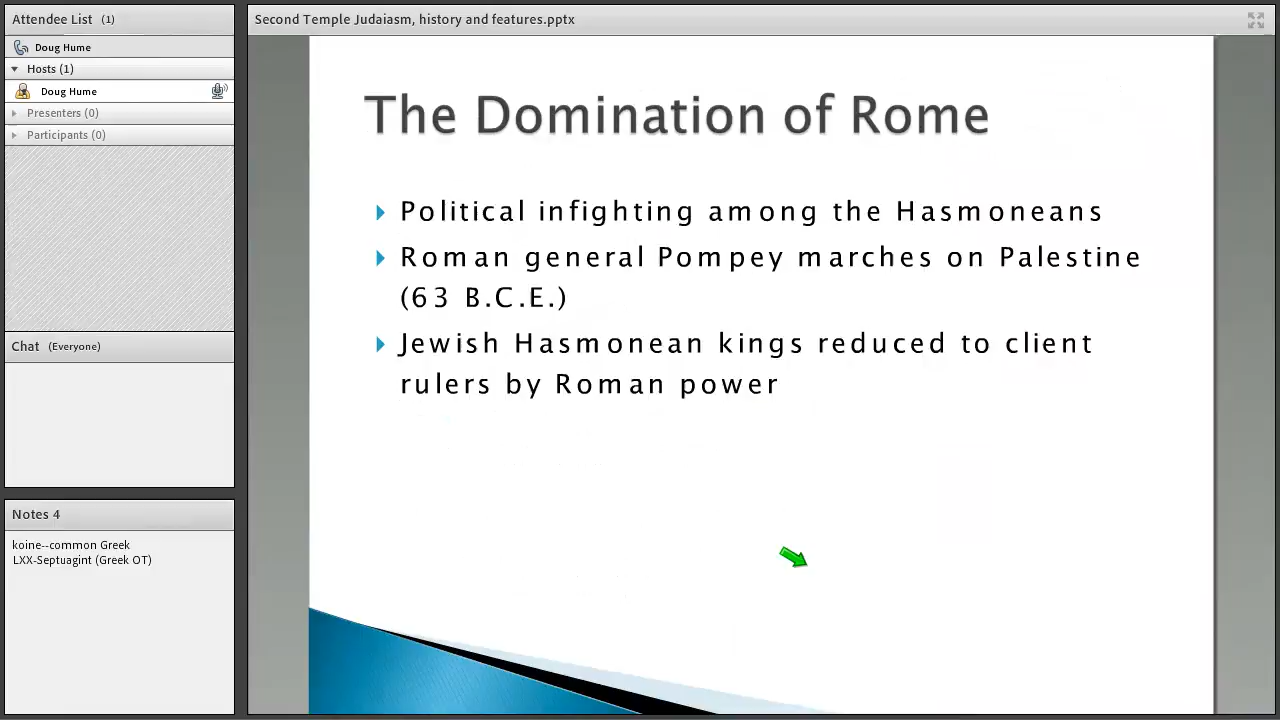 Attendee List (1)
Doug Hume
Hosts (1)
Doug Hume
Presenters (0)
Participants (0)
Chat (Everyone)
Notes 4
koine--common Greek
LXX-Septuagint (Greek OT)
Second Temple Judaiasm, history and features.pptx
The Domination of Rome
Political infighting among the Hasmoneans
Roman general Pompey marches on Palestine
(63 B.C.E.)
Jewish Hasmonean kings reduced to client
rulers by Roman power